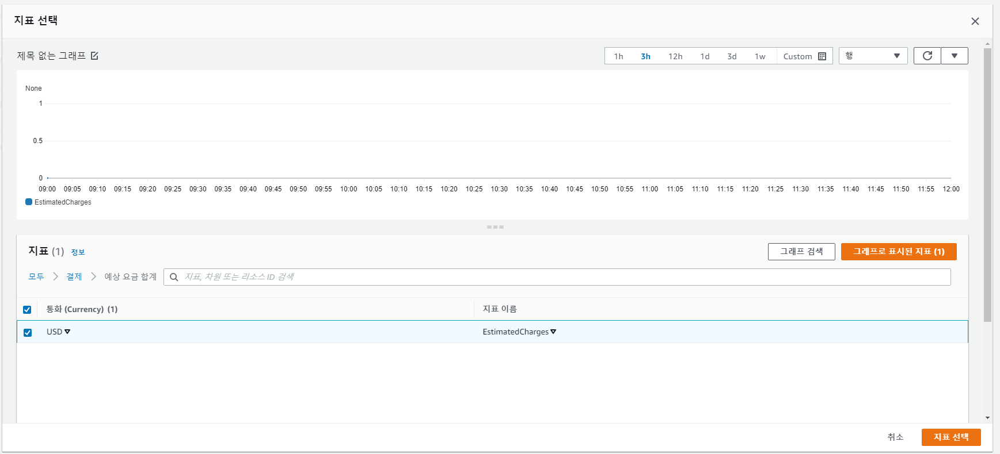 지표 선택
제목 없는 그래프
1h 3h 12h 1d 3d 1w Custom 행
None
1
0.5
0
09:00 09:05 09:10 09:15 09:20 09:25 09:30 09:35 09:40 09:45 09:50 09:55 10:00 10:05 10:10 10:15 10:20 10:25 10:30 10:35 10:40 10:45 10:50 10:55 11:00 11:05 11:10 11:15 11:20 11:25 11:30 11:35 11:40 11:45 11:50 11:55 12:00
EstimatedCharges
===
지표 (1) 정보 그래프 검색 그래프로 표시된 지표 (1)
모두 > 결제 > 예상 요금 합계 지표, 차원 또는 리소스 ID 검색
통화 (Currency) (1) 지표 이름
USD EstimatedCharges
취소 지표 선택